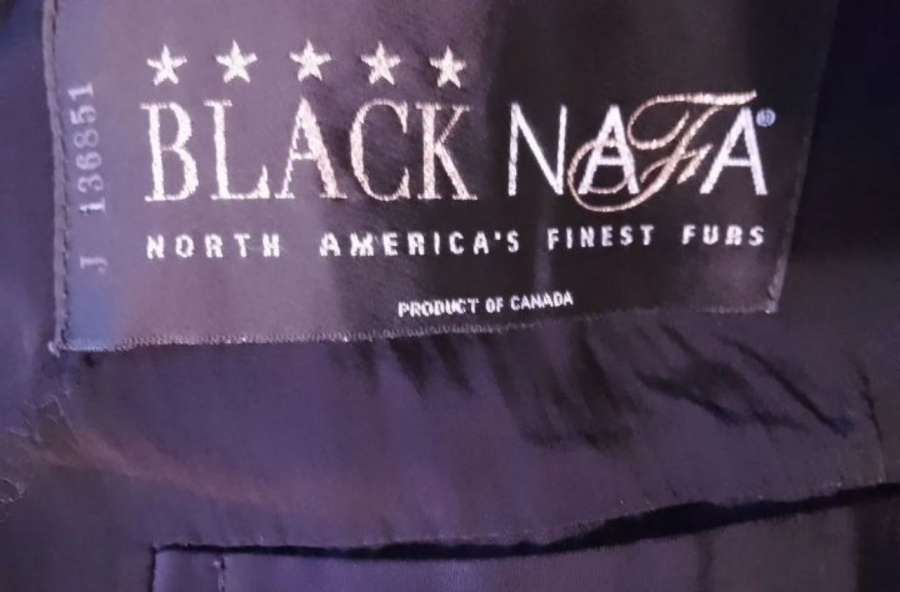 BLACK NAFA®
NORTH AMERICA'S FINEST FURS
PRODUCT OF CANADA
J 136851